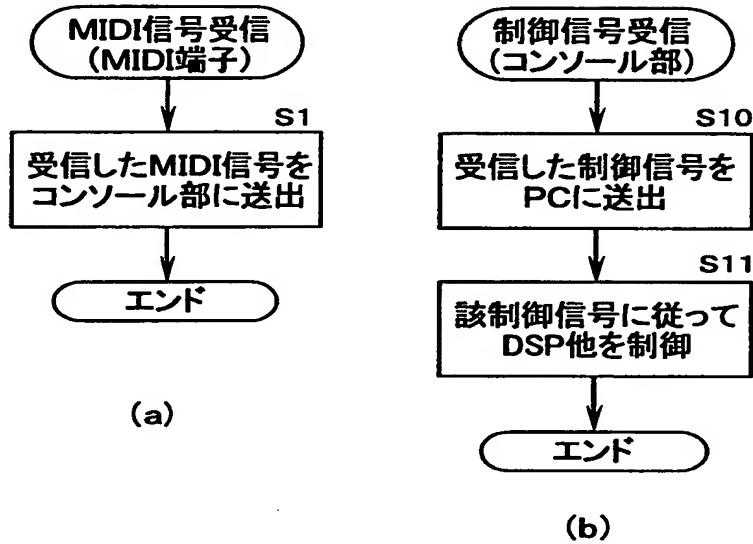 MIDI信号受信
(MIDI端子)
S1
受信したMIDI信号を
コンソール部に送出
エンド
(a)
制御信号受信
(コンソール部)
S10
受信した制御信号を
PCに送出
S11
該制御信号に従って
DSP他を制御
エンド
(b)